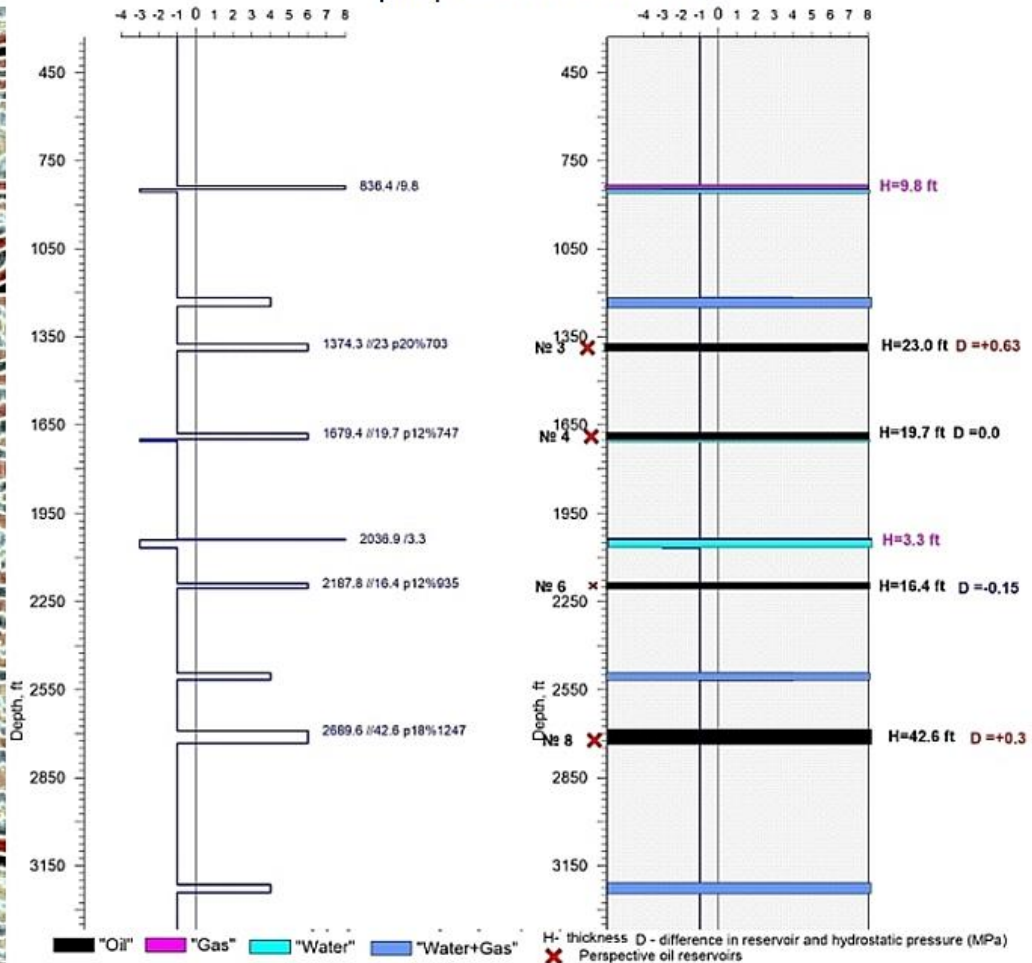 -4 -3 -2 -1 0 1 2 3 4 5 6 7 8
-4 -3 -2 -1 0 1 2 3 4 5 6 7 8
450
750
1050
1350
1650
1950
2250
2550
2850
3150
Depth, ft
836.4 /9.8
1374.3 //23 p20%703
1679.4 //19.7 p12%747
2036.9 /3.3
2187.8 //16.4 p12%935
2689.6 //42.6 p18%1247
450
750
1050
1350
1650
1950
2250
2550
2850
3150
Depth, ft
H=9.8 ft
№ 3 H=23.0 ft D =+0.63
№ 4 H=19.7 ft D =0.0
H=3.3 ft
№ 6 H=16.4 ft D =-0.15
№ 8 H=42.6 ft D =+0.3
"Oil" "Gas" "Water" "Water+Gas"
H- thickness D - difference in reservoir and hydrostatic pressure (MPa)
Perspective oil reservoirs